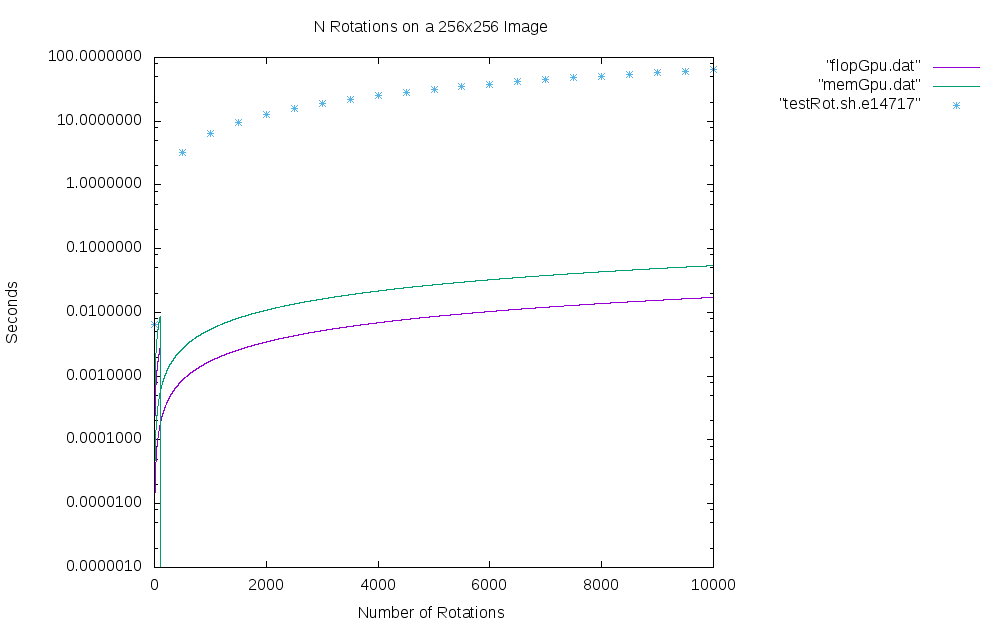 N Rotations on a 256x256 Image
"flopGpu.dat"
"memGpu.dat"
"testRot.sh.e14717"
100.0000000
10.0000000
1.0000000
0.1000000
0.0100000
0.0010000
0.0001000
0.0000100
0.0000010
Seconds
0 2000 4000 6000 8000 10000
Number of Rotations